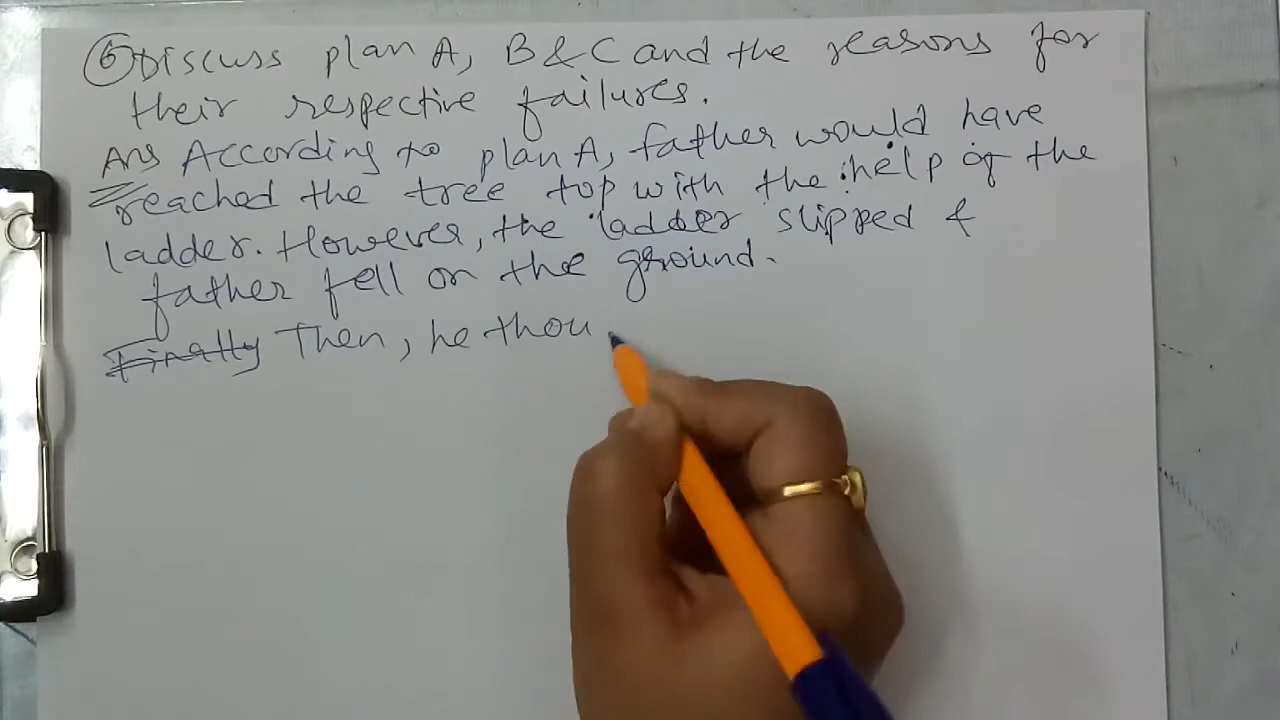 6 Discuss plan A, B & C and the reasons for
their respective failures.
Ans According to plan A, father would have
reached the tree top with the help of the
ladder. However, the ladder slipped &
father fell on the ground.
Finally Then, he thou